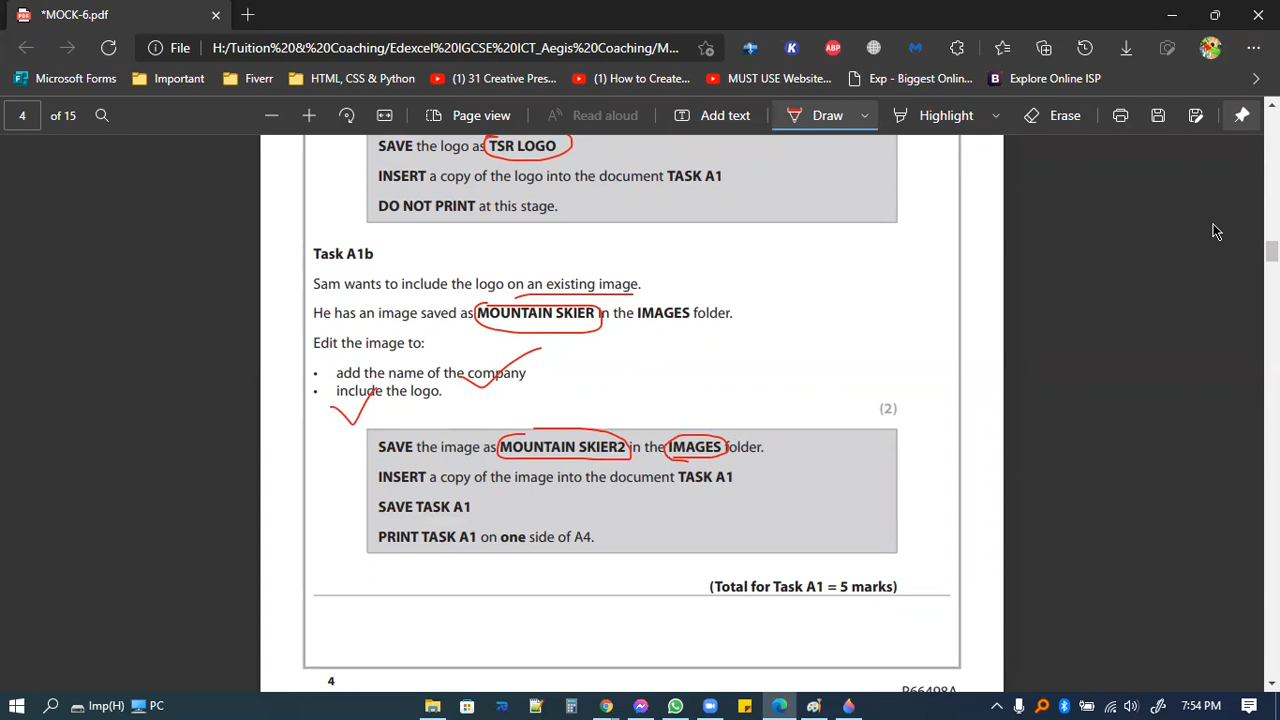 *MOCK-6.pdf
File
H:/Tuition%20&%20Coaching/Edexcel%20IGCSE%20ICT_Aegis%20Coaching/M...
ABP
Microsoft Forms
Important
Fiverr
HTML, CSS & Python
(1) 31 Creative Pres...
(1) How to Create...
MUST USE Website...
Exp - Biggest Onlin...
Explore Online ISP
4 of 15
Page view
Read aloud
Add text
Draw
Highlight
Erase
SAVE the logo as TSR LOGO
INSERT a copy of the logo into the document TASK A1
DO NOT PRINT at this stage.
Task A1b
Sam wants to include the logo on an existing image.
He has an image saved as MOUNTAIN SKIER in the IMAGES folder.
Edit the image to:
• add the name of the company
• include the logo.
(2)
SAVE the image as MOUNTAIN SKIER2 in the IMAGES folder.
INSERT a copy of the image into the document TASK A1
SAVE TASK A1
PRINT TASK A1 on one side of A4.
(Total for Task A1 = 5 marks)
4
P66498A
Imp(H)
PC
7:54 PM